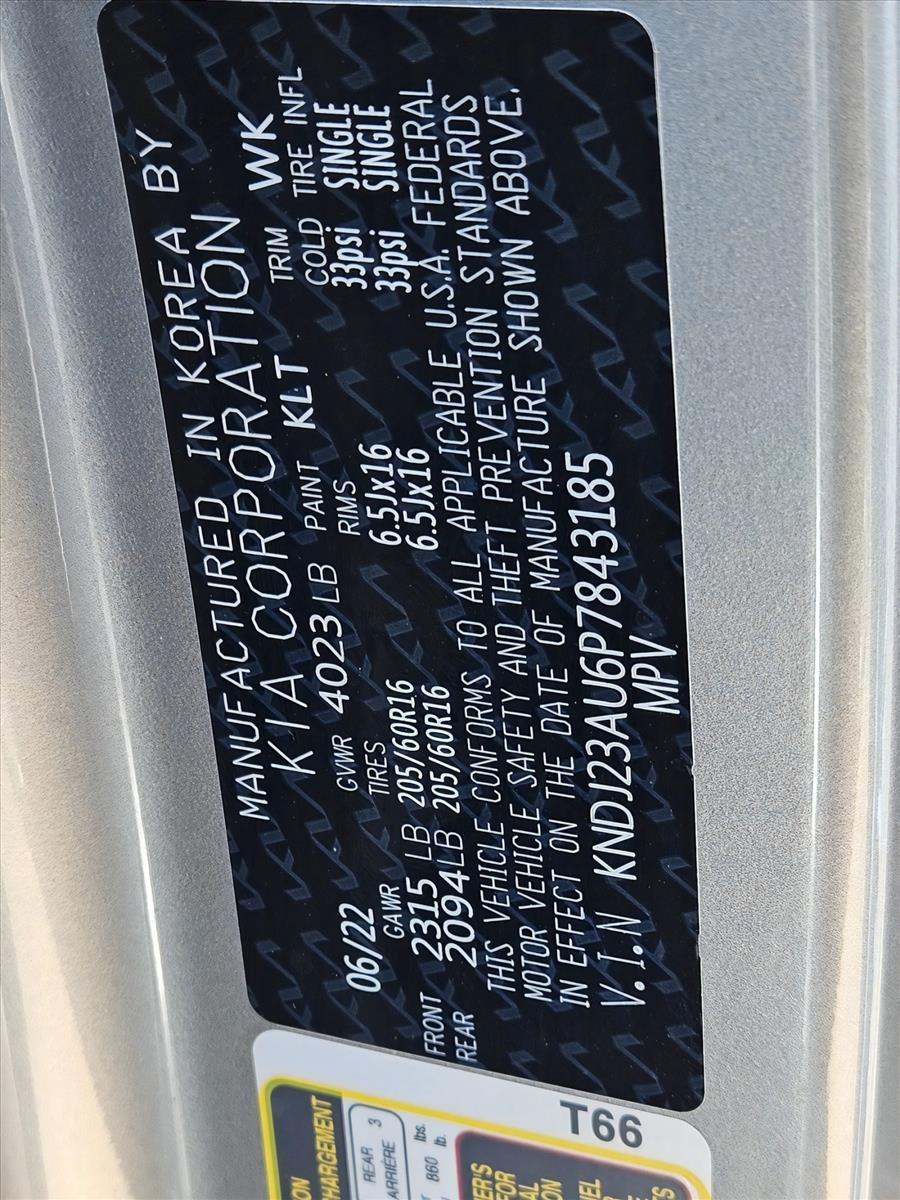 MANUFACTURED IN KOREA BY
KIA CORPORATION
06/22 GVWR 4023 LB PAINT KLT TRIM WK
GAWR TIRES RIMS COLD TIRE INFL
FRONT 2315 LB 205/60R16 6.5Jx16 33psi SINGLE
REAR 2094LB 205/60R16 6.5Jx16 33psi SINGLE
THIS VEHICLE CONFORMS TO ALL APPLICABLE U.S.A. FEDERAL
MOTOR VEHICLE SAFETY AND THEFT PREVENTION STANDARDS
IN EFFECT ON THE DATE OF MANUFACTURE SHOWN ABOVE.
V.I.N KNDJ23AU6P7843185
MPV
REAR 3
860 lb.
lbs.
T66